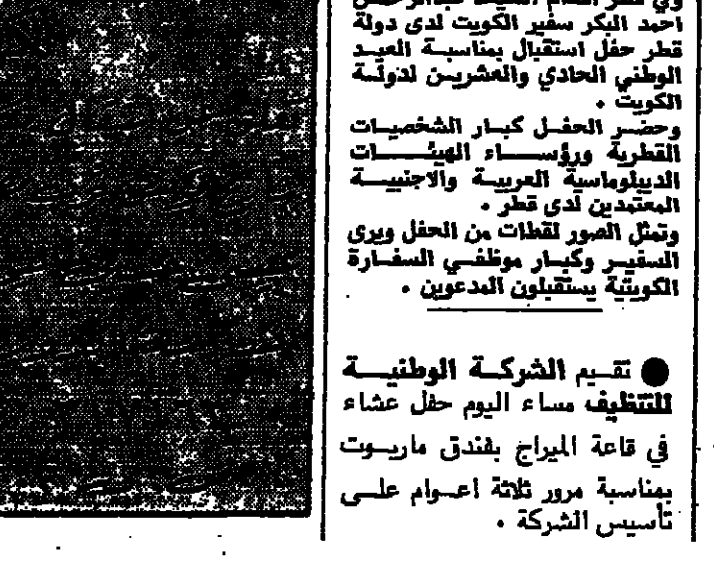 احمد البكر سفير الكويت لدى دولة
قطر حفل استقبال بمناسبة العيد
الوطني الحادي والعشرين لدولة
الكويت .
وحضر الحفل كبار الشخصيات
القطرية ورؤساء الهيئات
الديبلوماسية العربية والاجنبية
المعتمدين لدى قطر .
وتمثل الصور لقطات من الحفل ويرى
السفير وكبار موظفي السفارة
الكويتية يستقبلون المدعوين .
● تقيم الشركة الوطنية
للتنظيف مساء اليوم حفل عشاء
في قاعة الميراج بفندق ماريوت
بمناسبة مرور ثلاثة اعوام على
تأسيس الشركة .